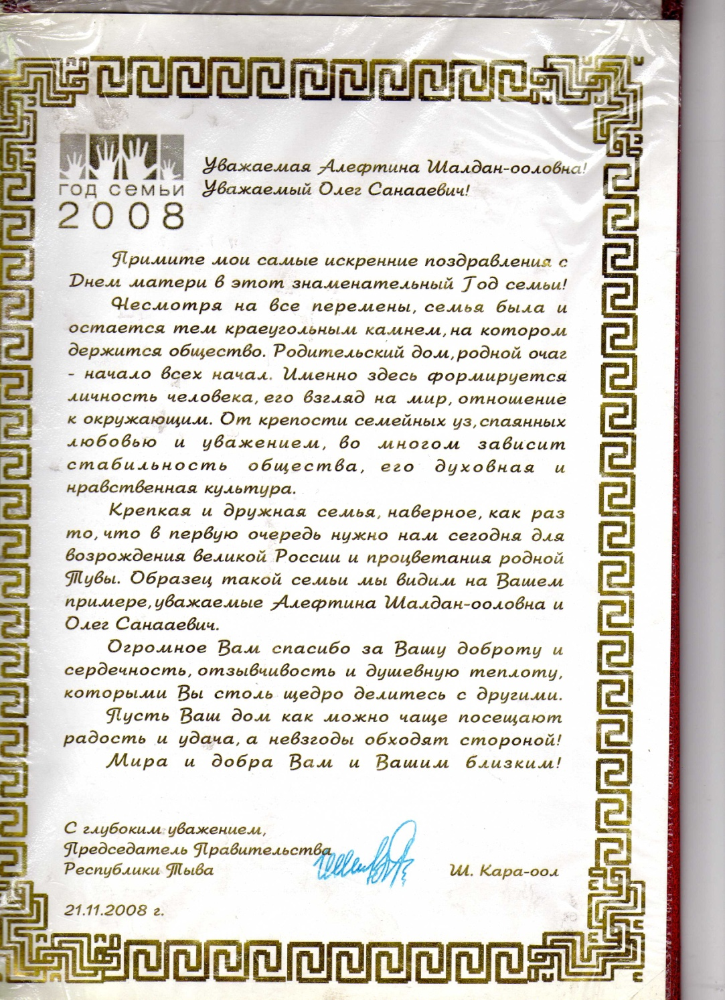 год семьи
2008
Уважаемая Алефтина Шалдан-ооловна!
Уважаемый Олег Санааевич!
Примите мои самые искренние поздравления с
Днем матери в этот знаменательный Год семьи!
Несмотря на все перемены, семья была и
остается тем краеугольным камнем, на котором
держится общество. Родительский дом, родной очаг
- начало всех начал. Именно здесь формируется
личность человека, его взгляд на мир, отношение
к окружающим. От крепости семейных уз, спаянных
любовью и уважением, во многом зависит
стабильность общества, его духовная и
нравственная культура.
Крепкая и дружная семья, наверное, как раз
то, что в первую очередь нужно нам сегодня для
возрождения великой России и процветания родной
Тувы. Образец такой семьи мы видим на Вашем
примере, уважаемые Алефтина Шалдан-ооловна и
Олег Санааевич.
Огромное Вам спасибо за Вашу доброту и
сердечность, отзывчивость и душевную теплоту,
которыми Вы столь щедро делитесь с другими.
Пусть Ваш дом как можно чаще посещают
радость и удача, а невзгоды обходят стороной!
Мира и добра Вам и Вашим близким!
С глубоким уважением,
Председатель Правительства
Республики Тыва
Ш. Кара-оол
21.11.2008 г.